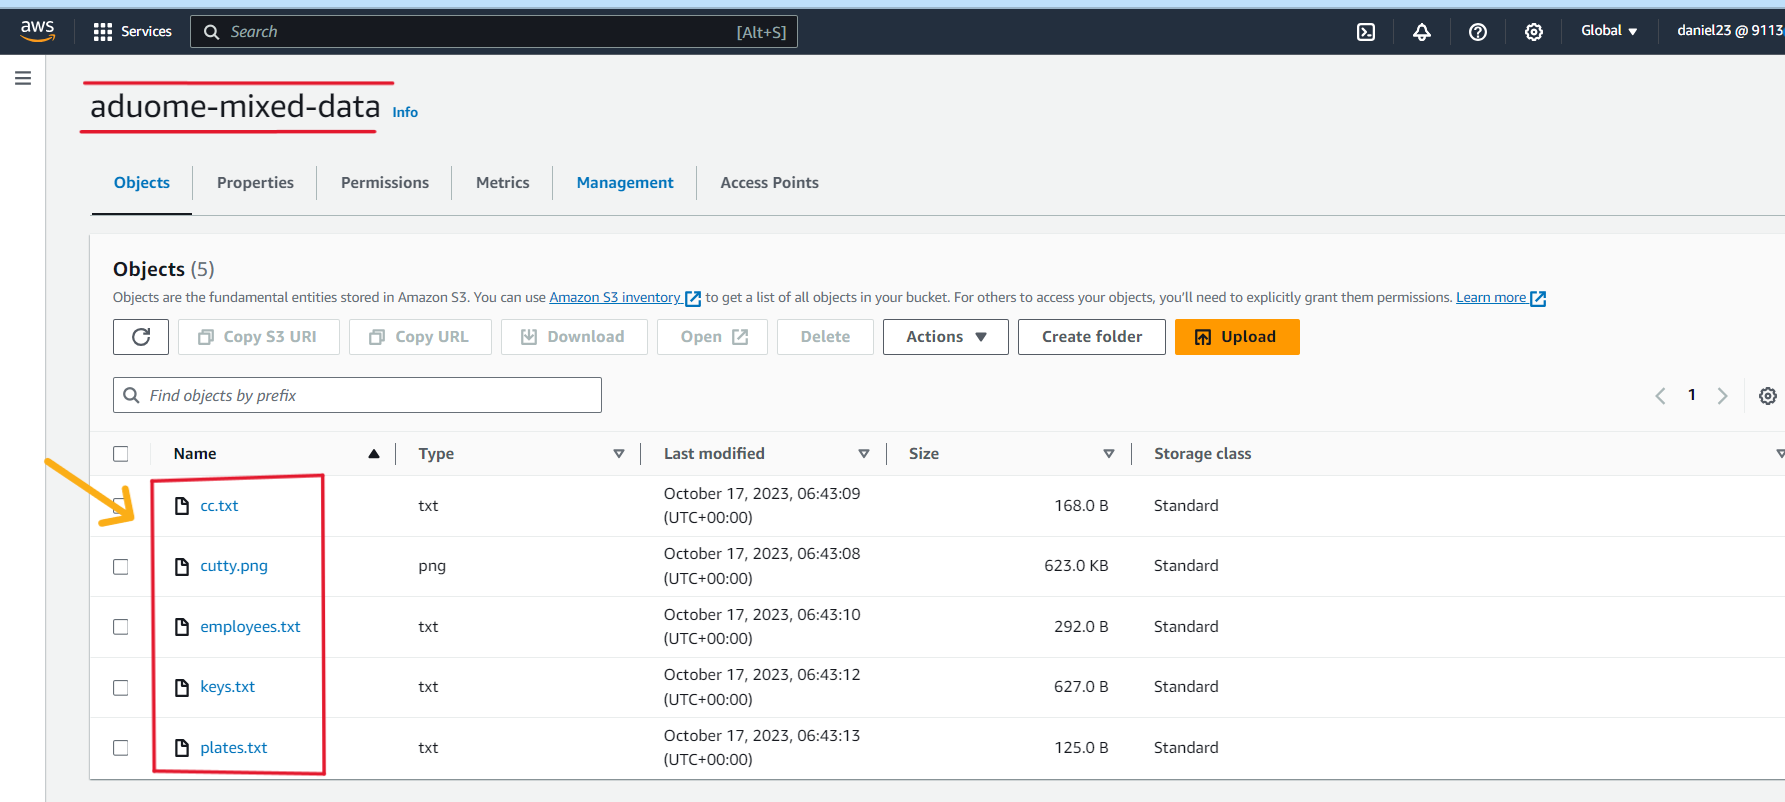 aws Services Search [Alt+S] Global daniel23 @ 9113
aduome-mixed-data Info
Objects Properties Permissions Metrics Management Access Points
Objects (5)
Objects are the fundamental entities stored in Amazon S3. You can use Amazon S3 inventory to get a list of all objects in your bucket. For others to access your objects, you'll need to explicitly grant them permissions. Learn more
Copy S3 URI Copy URL Download Open Delete Actions Create folder Upload
Find objects by prefix 1
Name Type Last modified Size Storage class
cc.txt txt October 17, 2023, 06:43:09 (UTC+00:00) 168.0 B Standard
cutty.png png October 17, 2023, 06:43:08 (UTC+00:00) 623.0 KB Standard
employees.txt txt October 17, 2023, 06:43:10 (UTC+00:00) 292.0 B Standard
keys.txt txt October 17, 2023, 06:43:12 (UTC+00:00) 627.0 B Standard
plates.txt txt October 17, 2023, 06:43:13 (UTC+00:00) 125.0 B Standard